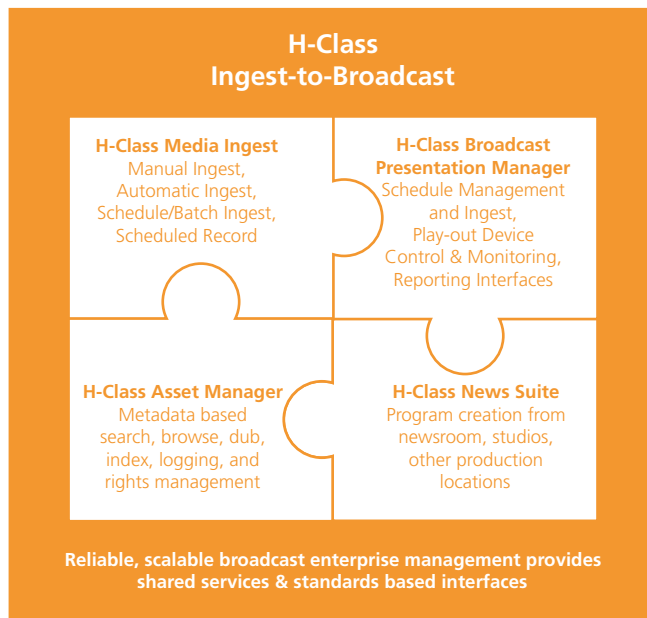 H-Class
Ingest-to-Broadcast
H-Class Media Ingest
Manual Ingest,
Automatic Ingest,
Schedule/Batch Ingest,
Scheduled Record
H-Class Broadcast
Presentation Manager
Schedule Management
and Ingest,
Play-out Device
Control & Monitoring,
Reporting Interfaces
H-Class Asset Manager
Metadata based
search, browse, dub,
index, logging, and
rights management
H-Class News Suite
Program creation from
newsroom, studios,
other production
locations
Reliable, scalable broadcast enterprise management provides
shared services & standards based interfaces